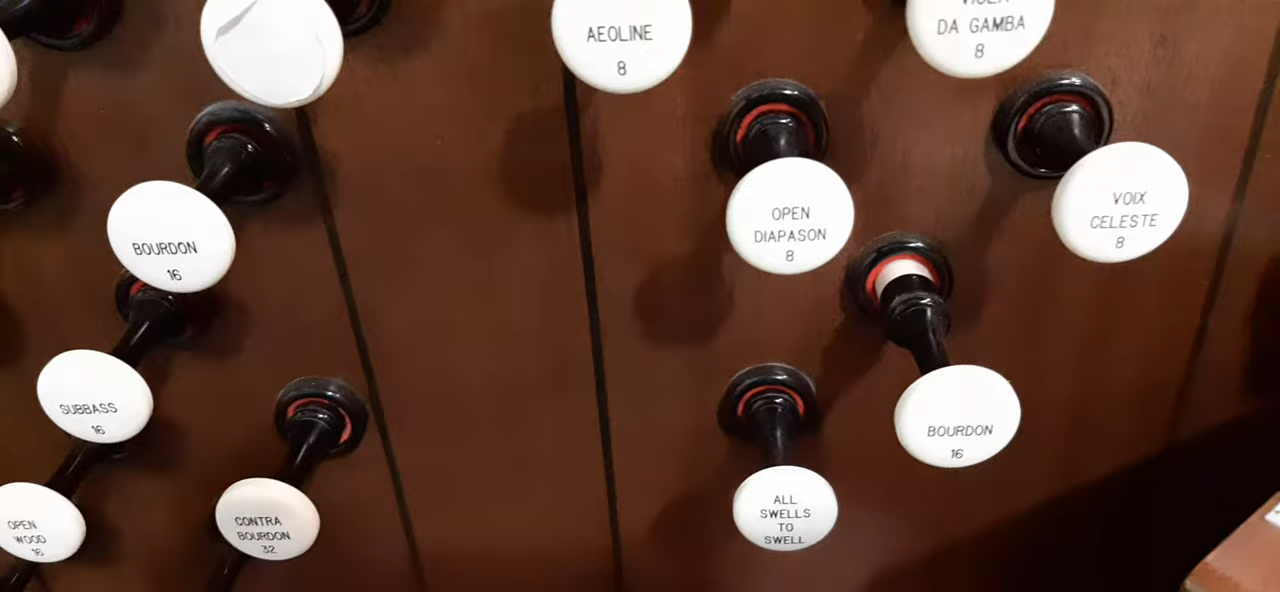 AEOLINE
8
VIOLA
DA GAMBA
8
BOURDON
16
OPEN
DIAPASON
8
VOIX
CELESTE
8
SUBBASS
16
BOURDON
16
OPEN
WOOD
16
CONTRA
BOURDON
32
ALL
SWELLS
TO
SWELL